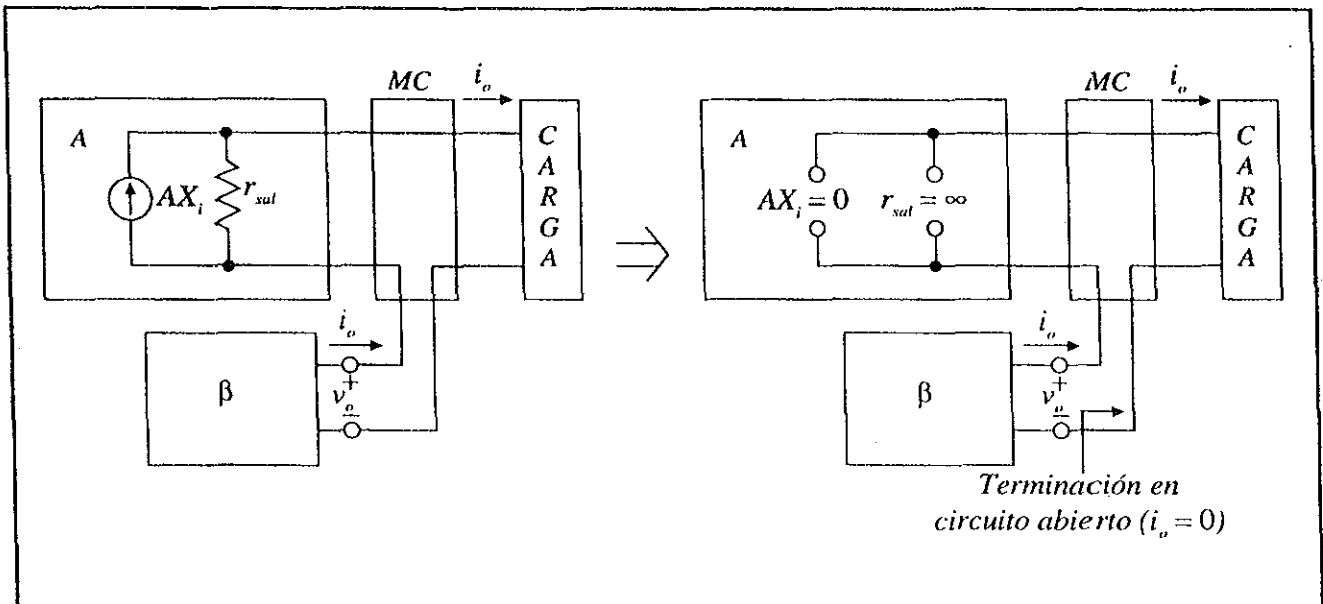 MC
i_o
A
AX_i
r_sal
C
A
R
G
A
i_o
β
v_o
+
−
MC
i_o
A
AX_i = 0
r_sal = ∞
C
A
R
G
A
i_o
β
v_o
+
−
Terminación en
circuito abierto (i_o = 0)